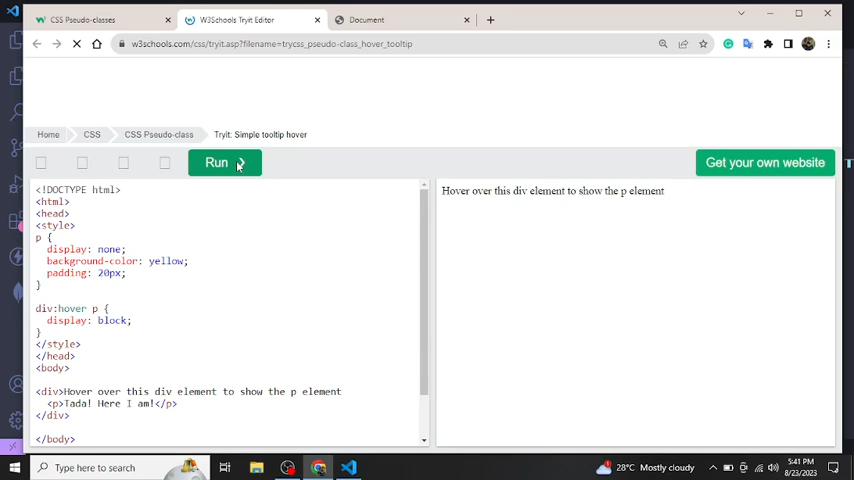 CSS Pseudo-classes
W3Schools Tryit Editor
Document
w3schools.com/css/tryit.asp?filename=trycss_pseudo-class_hover_tooltip
Home
CSS
CSS Pseudo-class
Tryit: Simple tooltip hover
Run ❯
Get your own website
<!DOCTYPE html>
<html>
<head>
<style>
p {
display: none;
background-color: yellow;
padding: 20px;
}
div:hover p {
display: block;
}
</style>
</head>
<body>
<div>Hover over this div element to show the p element
<p>Tada! Here I am!</p>
</div>
</body>
Hover over this div element to show the p element
Type here to search
28°C Mostly cloudy
5:41 PM
8/23/2023